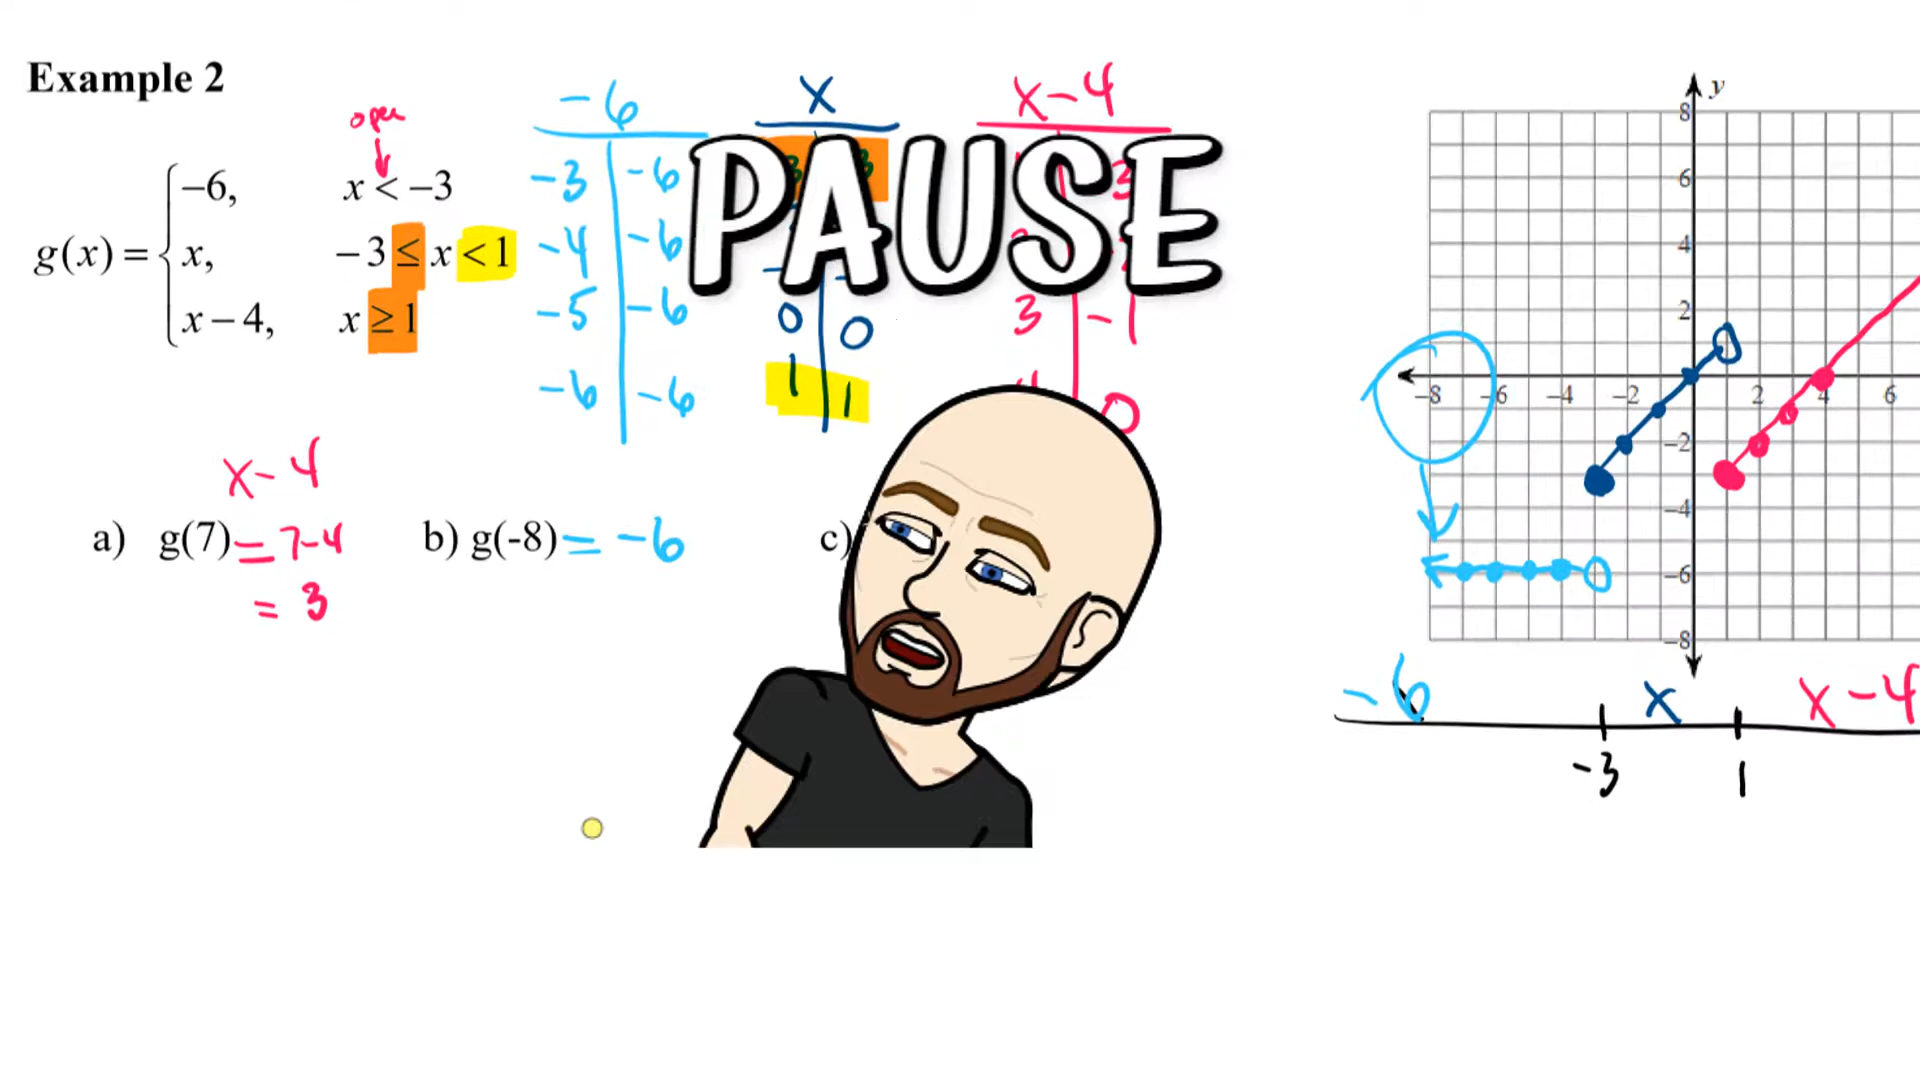 Example 2
open
-6
x
x-4
g(x) = { -6, x < -3
x, -3 ≤ x < 1
x-4, x ≥ 1
-3 | -6
-4 | -6
-5 | -6
-6 | -6
0 | 0
1 | 1
3 | -1
0
PAUSE
x-4
a) g(7) = 7-4
= 3
b) g(-8) = -6
c)
y
8
6
4
2
-8 -6 -4 -2 2 4 6
-2
-4
-6
-8
-6 x x-4
-3 1